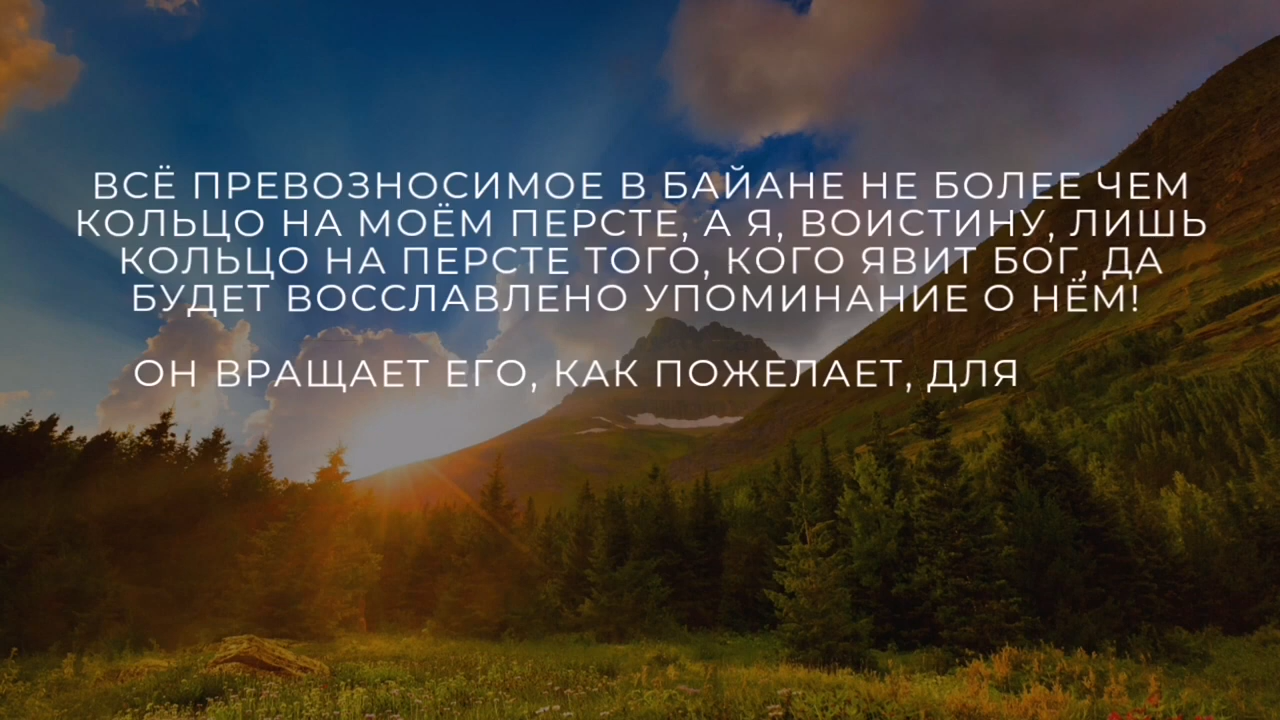 ВСЁ ПРЕВОЗНОСИМОЕ В БАЙАНЕ НЕ БОЛЕЕ ЧЕМ
КОЛЬЦО НА МОЁМ ПЕРСТЕ, А Я, ВОИСТИНУ, ЛИШЬ
КОЛЬЦО НА ПЕРСТЕ ТОГО, КОГО ЯВИТ БОГ, ДА
БУДЕТ ВОССЛАВЛЕНО УПОМИНАНИЕ О НЁМ!
ОН ВРАЩАЕТ ЕГО, КАК ПОЖЕЛАЕТ, ДЛЯ